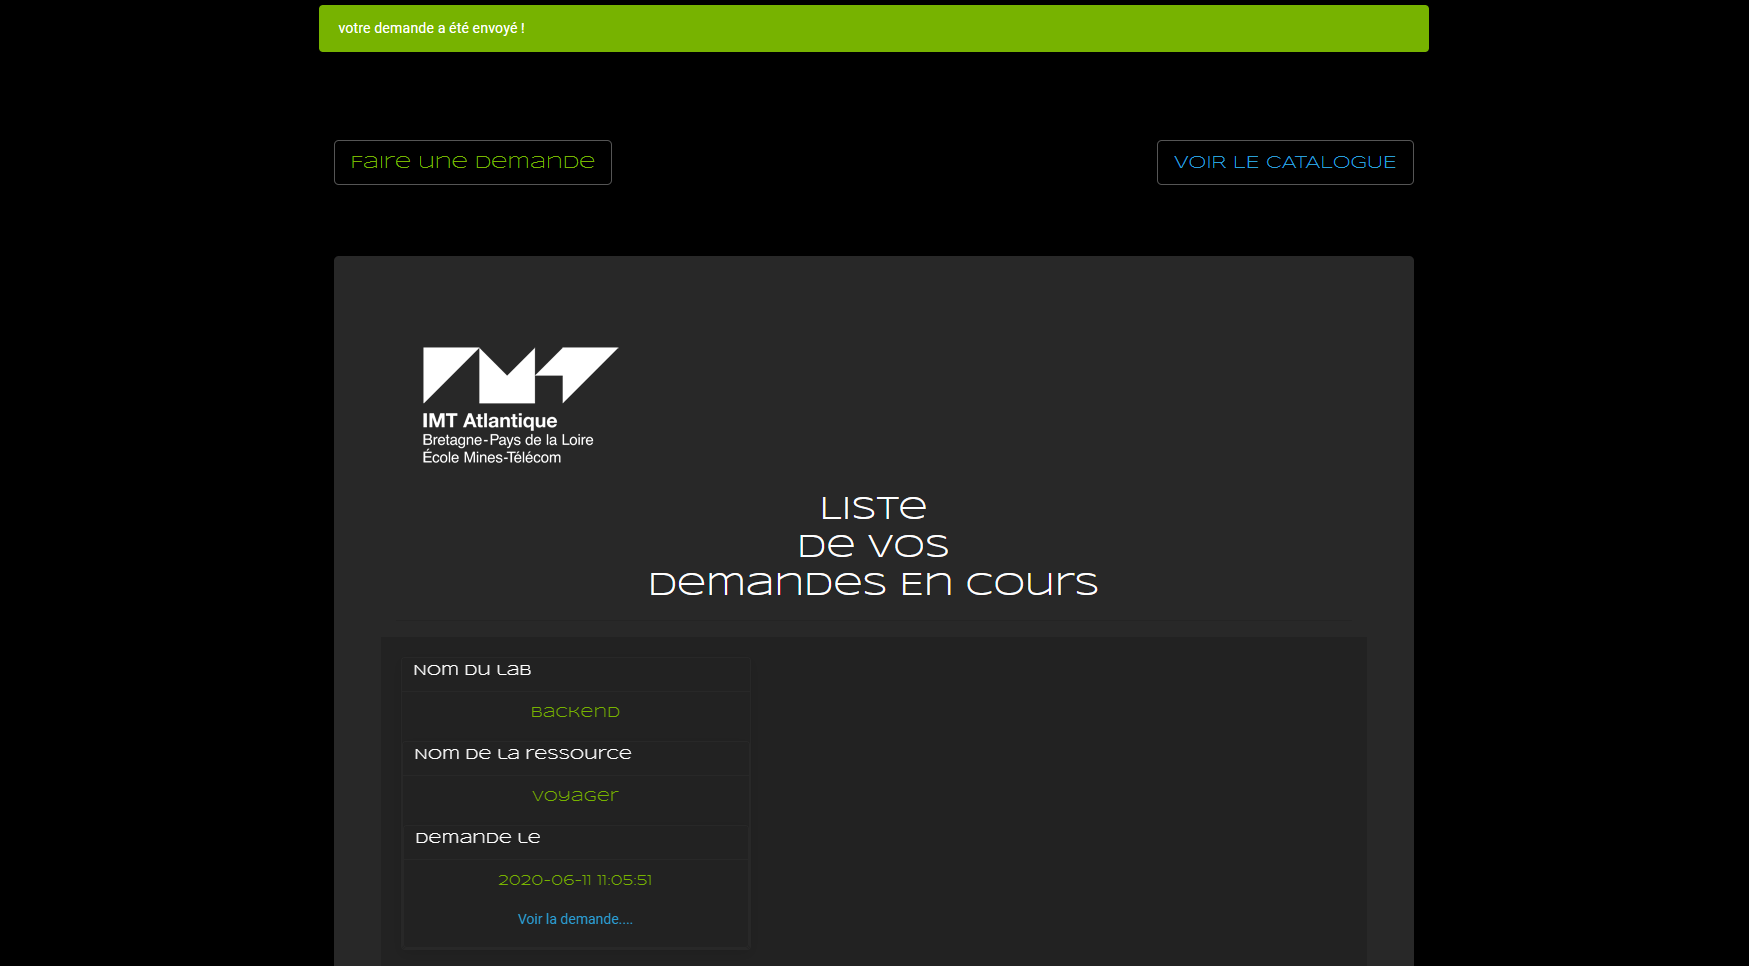 votre demande a été envoyé !
Faire une demande
VOIR LE CATALOGUE
IMT Atlantique
Bretagne-Pays de la Loire
École Mines-Télécom
Liste
De vos
Demandes En cours
Nom du lab
Backend
Nom de la ressource
Voyager
Demande le
2020-06-11 11:05:51
Voir la demande....